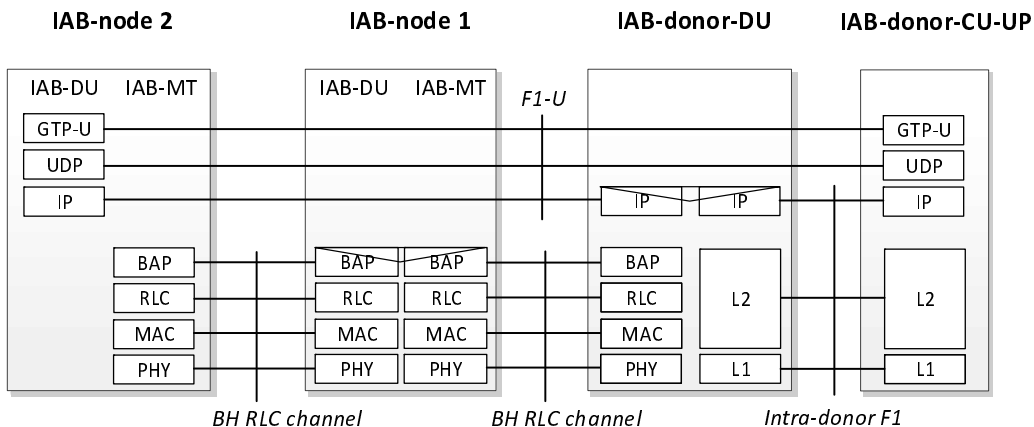 IAB-node 2 IAB-node 1 IAB-donor-DU IAB-donor-CU-UP
IAB-DU IAB-MT IAB-DU IAB-MT
F1-U
GTP-U GTP-U
UDP UDP
IP IP IP IP
BAP BAP BAP BAP
RLC RLC RLC RLC L2 L2
MAC MAC MAC MAC
PHY PHY PHY PHY L1 L1
BH RLC channel BH RLC channel Intra-donor F1